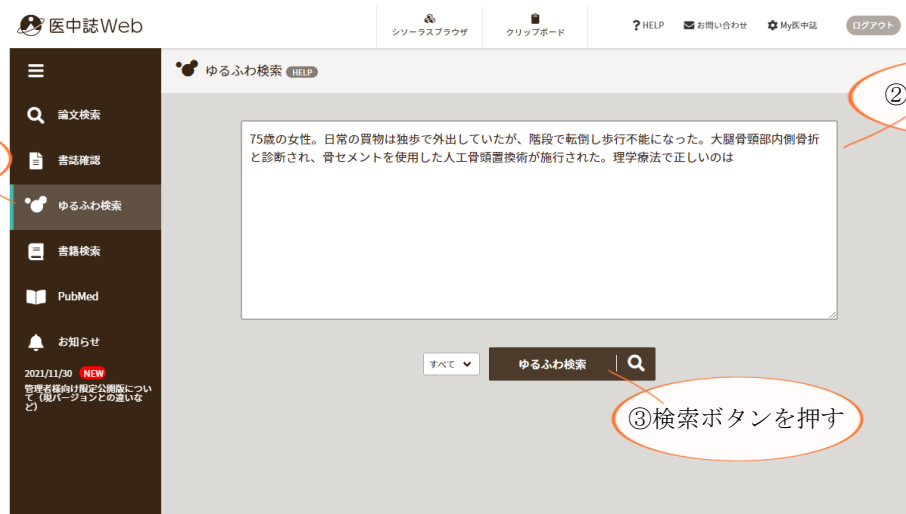 医中誌Web
シソーラスブラウザ
クリップボード
? HELP
お問い合わせ
My医中誌
ログアウト
論文検索
書誌確認
ゆるふわ検索
書籍検索
PubMed
お知らせ
2021/11/30 NEW
管理者様向け限定公開版につい
て（現バージョンとの違いな
ど）
ゆるふわ検索 HELP
②
75歳の女性。日常の買物は独歩で外出していたが、階段で転倒し歩行不能になった。大腿骨頸部内側骨折
と診断され、骨セメントを使用した人工骨頭置換術が施行された。理学療法で正しいのは
すべて
ゆるふわ検索
③検索ボタンを押す